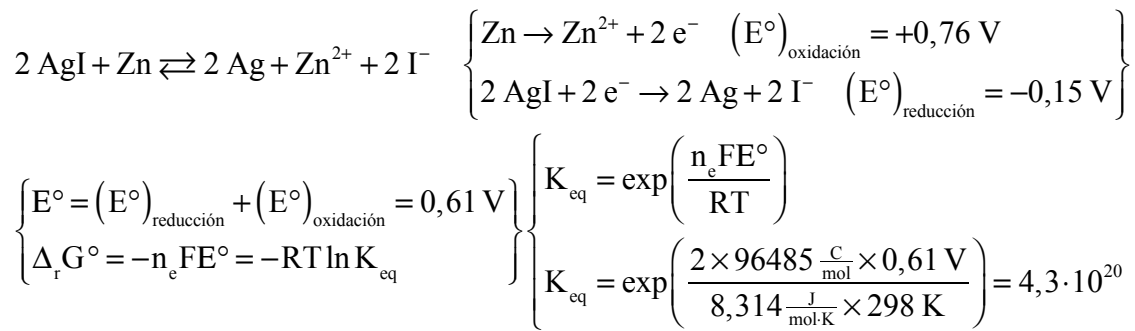 2 AgI + Zn ⇄ 2 Ag + Zn²⁺ + 2 I⁻
Zn → Zn²⁺ + 2 e⁻ (E°)oxidación = +0,76 V
2 AgI + 2 e⁻ → 2 Ag + 2 I⁻ (E°)reducción = −0,15 V
E° = (E°)reducción + (E°)oxidación = 0,61 V
ΔrG° = −nₑFE° = −RT ln Keq
Keq = exp(nₑFE° / RT)
Keq = exp(2 × 96485 C/mol × 0,61 V / 8,314 J/mol·K × 298 K) = 4,3·10²⁰